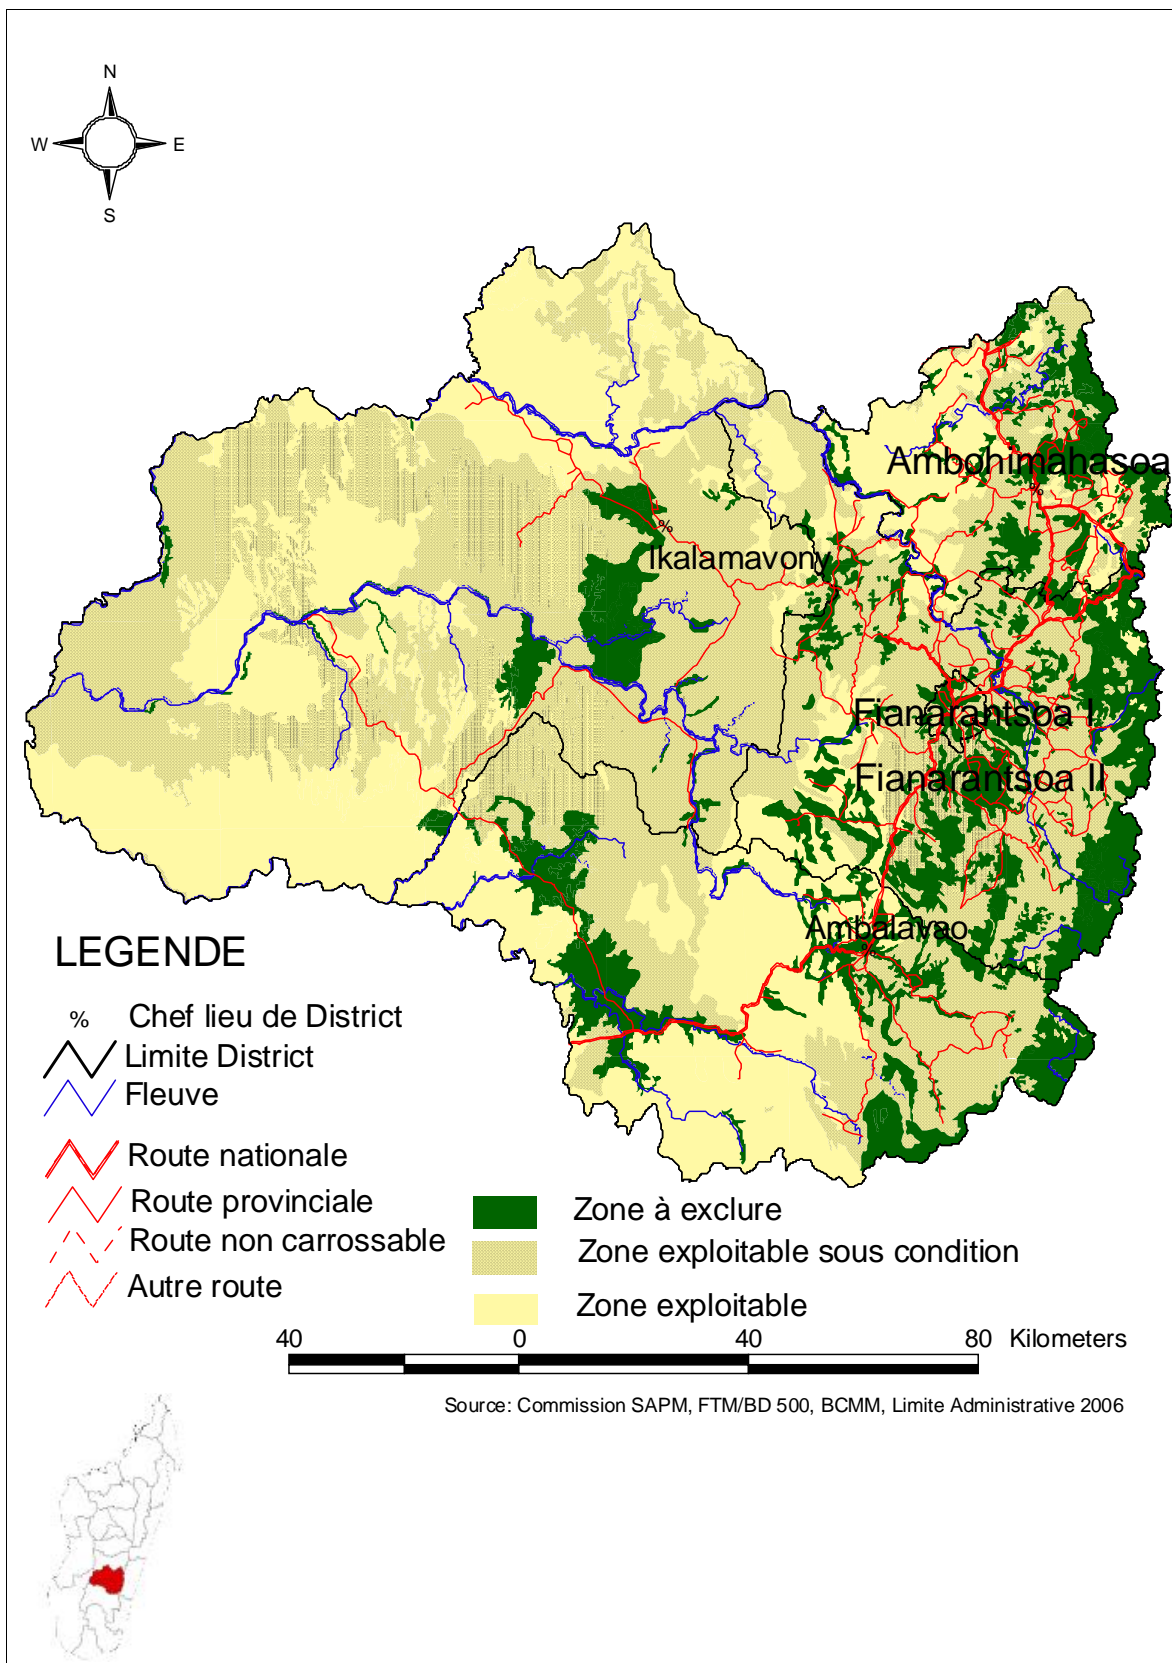 N
W E
S
Ambohimahasoa
%
%
Ikalamavony
Fianarantsoa I
Fianarantsoa II
Ambalavao
%
LEGENDE
% Chef lieu de District
Limite District
Fleuve
Route nationale
Route provinciale
Route non carrossable
Autre route
Zone à exclure
Zone exploitable sous condition
Zone exploitable
40 0 40 80 Kilometers
Source: Commission SAPM, FTM/BD 500, BCMM, Limite Administrative 2006